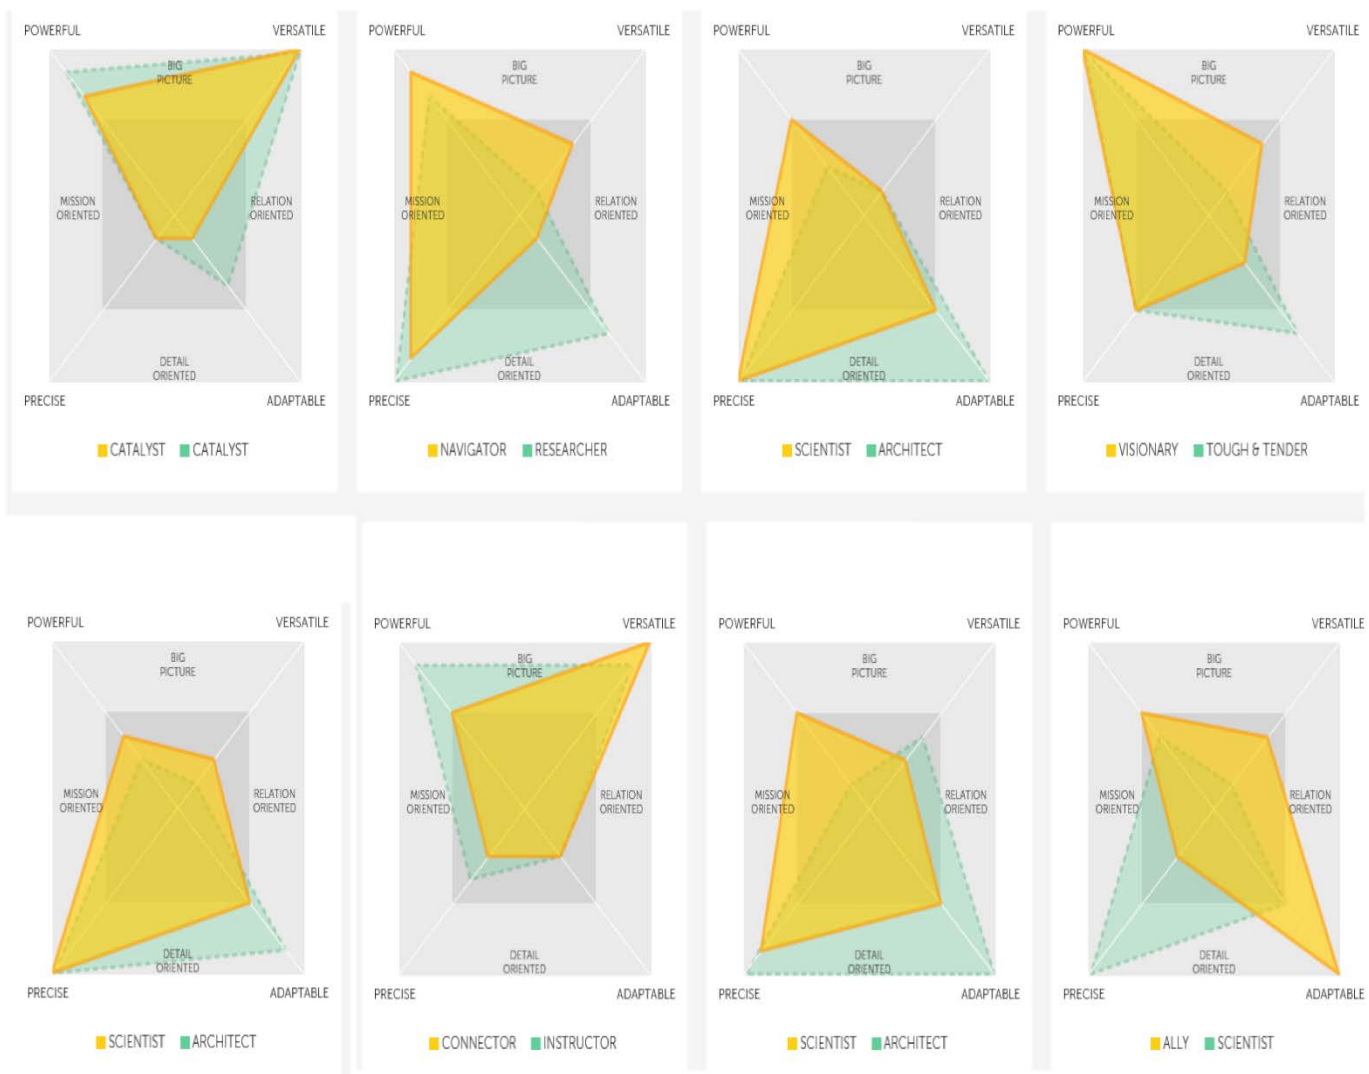 POWERFUL VERSATILE
BIG
PICTURE
MISSION
ORIENTED
RELATION
ORIENTED
DETAIL
ORIENTED
PRECISE ADAPTABLE
CATALYST CATALYST
POWERFUL VERSATILE
BIG
PICTURE
MISSION
ORIENTED
RELATION
ORIENTED
DETAIL
ORIENTED
PRECISE ADAPTABLE
NAVIGATOR RESEARCHER
POWERFUL VERSATILE
BIG
PICTURE
MISSION
ORIENTED
RELATION
ORIENTED
DETAIL
ORIENTED
PRECISE ADAPTABLE
SCIENTIST ARCHITECT
POWERFUL VERSATILE
BIG
PICTURE
MISSION
ORIENTED
RELATION
ORIENTED
DETAIL
ORIENTED
PRECISE ADAPTABLE
VISIONARY TOUGH & TENDER
POWERFUL VERSATILE
BIG
PICTURE
MISSION
ORIENTED
RELATION
ORIENTED
DETAIL
ORIENTED
PRECISE ADAPTABLE
SCIENTIST ARCHITECT
POWERFUL VERSATILE
BIG
PICTURE
MISSION
ORIENTED
RELATION
ORIENTED
DETAIL
ORIENTED
PRECISE ADAPTABLE
CONNECTOR INSTRUCTOR
POWERFUL VERSATILE
BIG
PICTURE
MISSION
ORIENTED
RELATION
ORIENTED
DETAIL
ORIENTED
PRECISE ADAPTABLE
SCIENTIST ARCHITECT
POWERFUL VERSATILE
BIG
PICTURE
MISSION
ORIENTED
RELATION
ORIENTED
DETAIL
ORIENTED
PRECISE ADAPTABLE
ALLY SCIENTIST